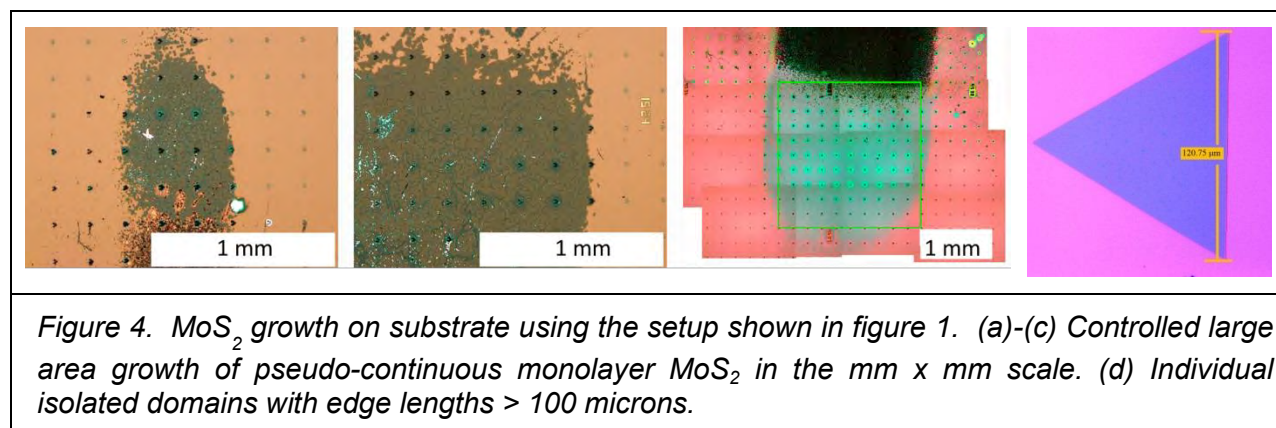 1 mm
1 mm
1 mm
120.75 µm
Figure 4. MoS2 growth on substrate using the setup shown in figure 1. (a)-(c) Controlled large
area growth of pseudo-continuous monolayer MoS2 in the mm x mm scale. (d) Individual
isolated domains with edge lengths > 100 microns.